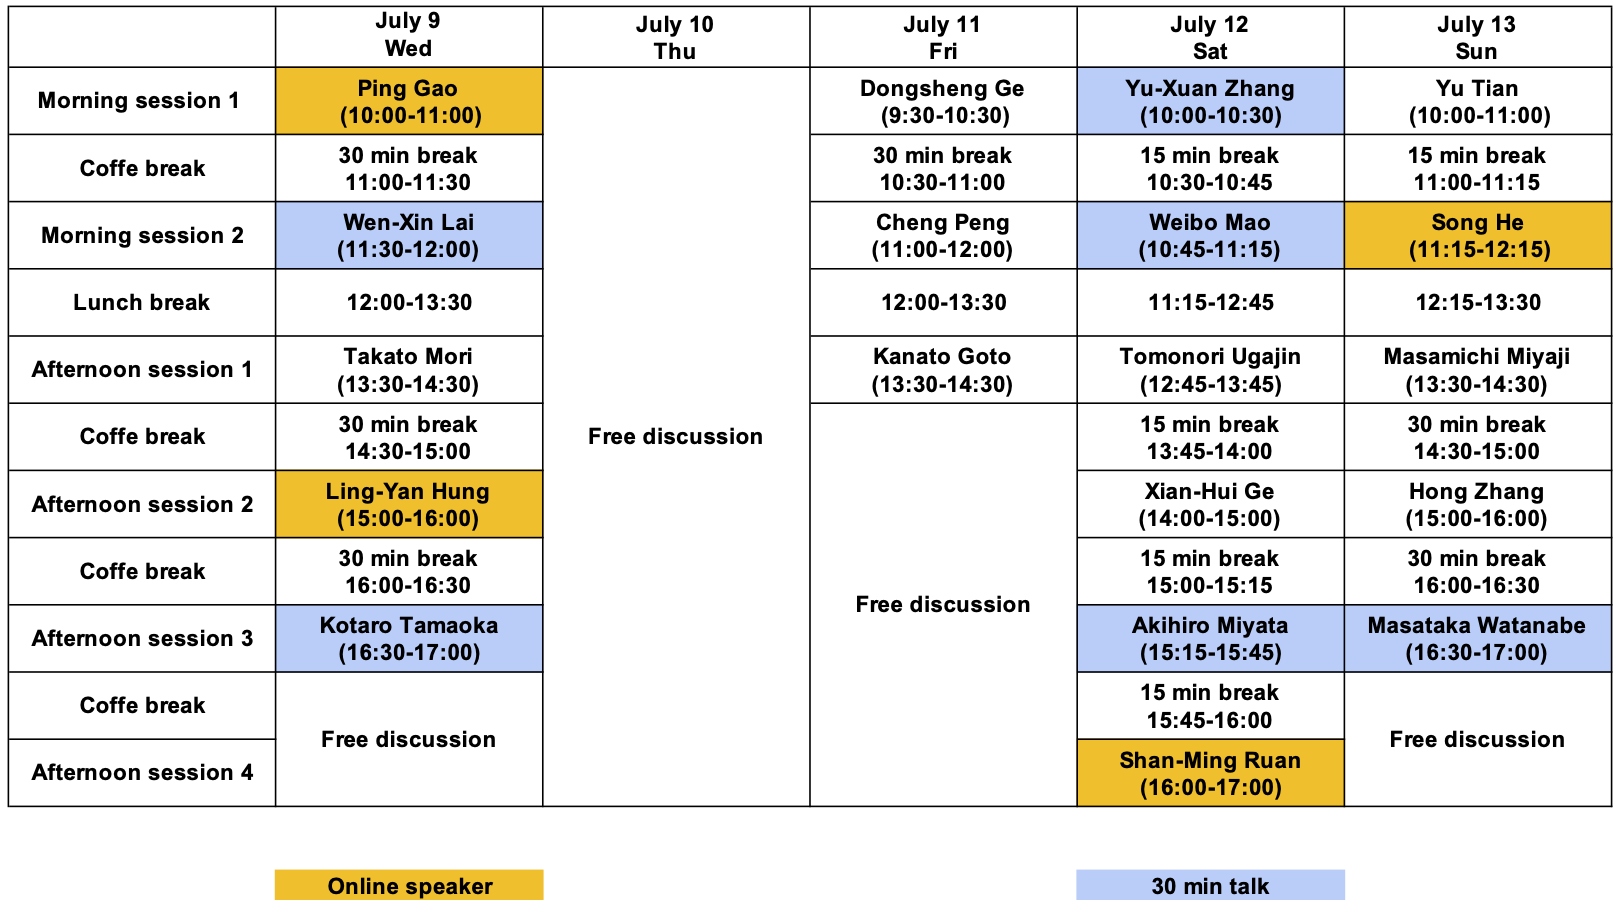 July 9
Wed
July 10
Thu
July 11
Fri
July 12
Sat
July 13
Sun
Morning session 1
Ping Gao
(10:00-11:00)
Dongsheng Ge
(9:30-10:30)
Yu-Xuan Zhang
(10:00-10:30)
Yu Tian
(10:00-11:00)
Coffe break
30 min break
11:00-11:30
30 min break
10:30-11:00
15 min break
10:30-10:45
15 min break
11:00-11:15
Morning session 2
Wen-Xin Lai
(11:30-12:00)
Cheng Peng
(11:00-12:00)
Weibo Mao
(10:45-11:15)
Song He
(11:15-12:15)
Lunch break
12:00-13:30
12:00-13:30
11:15-12:45
12:15-13:30
Afternoon session 1
Takato Mori
(13:30-14:30)
Kanato Goto
(13:30-14:30)
Tomonori Ugajin
(12:45-13:45)
Masamichi Miyaji
(13:30-14:30)
Coffe break
30 min break
14:30-15:00
Free discussion
15 min break
13:45-14:00
30 min break
14:30-15:00
Afternoon session 2
Ling-Yan Hung
(15:00-16:00)
Xian-Hui Ge
(14:00-15:00)
Hong Zhang
(15:00-16:00)
Coffe break
30 min break
16:00-16:30
Free discussion
15 min break
15:00-15:15
30 min break
16:00-16:30
Afternoon session 3
Kotaro Tamaoka
(16:30-17:00)
Akihiro Miyata
(15:15-15:45)
Masataka Watanabe
(16:30-17:00)
Coffe break
Free discussion
15 min break
15:45-16:00
Free discussion
Afternoon session 4
Shan-Ming Ruan
(16:00-17:00)
Online speaker
30 min talk